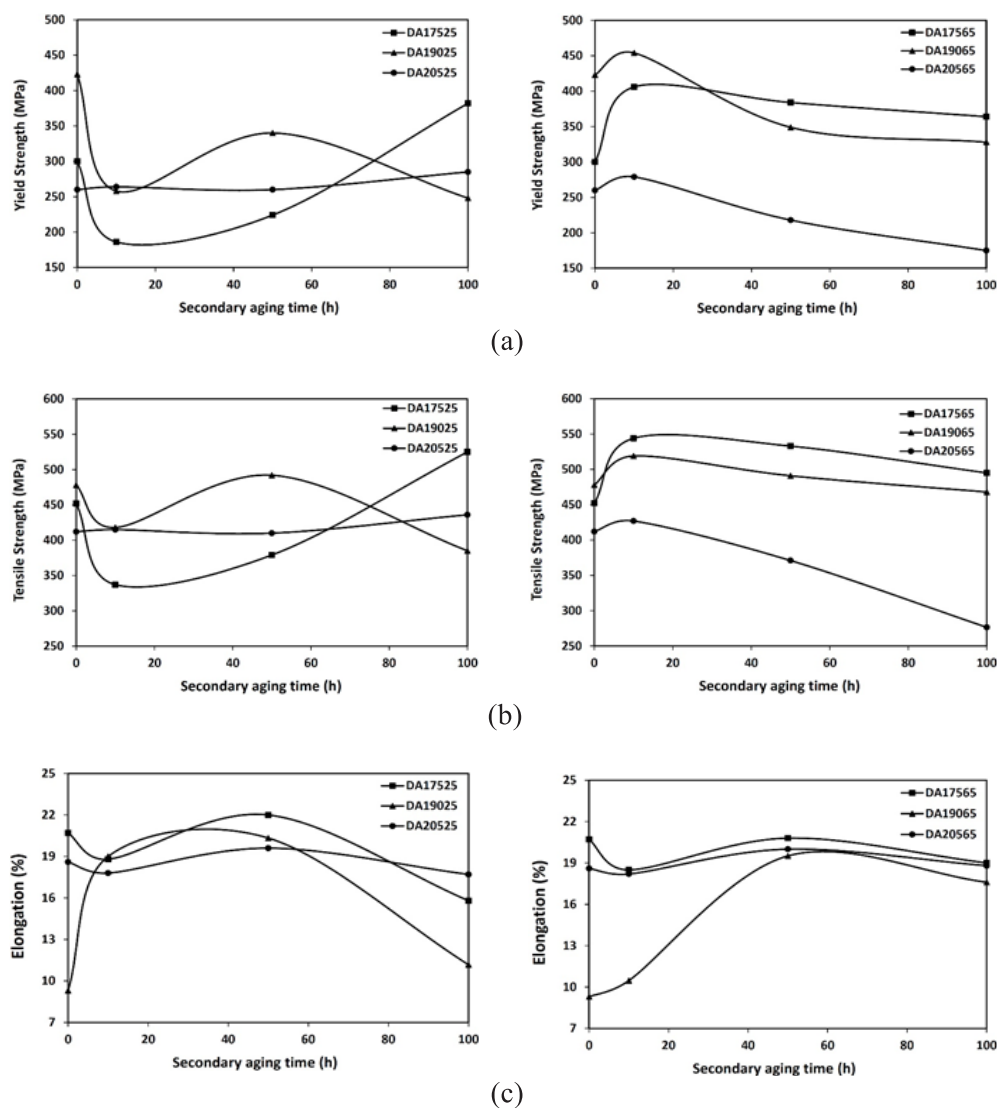 500
450
400
350
300
250
200
150
0
20
40
60
80
100
Yield Strength (MPa)
Secondary aging time (h)
DA17525
DA19025
DA20525
500
450
400
350
300
250
200
150
0
20
40
60
80
100
Yield Strength (MPa)
Secondary aging time (h)
DA17565
DA19065
DA20565
(a)
600
550
500
450
400
350
300
250
0
20
40
60
80
100
Tensile Strength (MPa)
Secondary aging time (h)
DA17525
DA19025
DA20525
600
550
500
450
400
350
300
250
0
20
40
60
80
100
Tensile Strength (MPa)
Secondary aging time (h)
DA17565
DA19065
DA20565
(b)
25
22
19
16
13
10
7
0
20
40
60
80
100
Elongation (%)
Secondary aging time (h)
DA17525
DA19025
DA20525
25
22
19
16
13
10
7
0
20
40
60
80
100
Elongation (%)
Secondary aging time (h)
DA17565
DA19065
DA20565
(c)